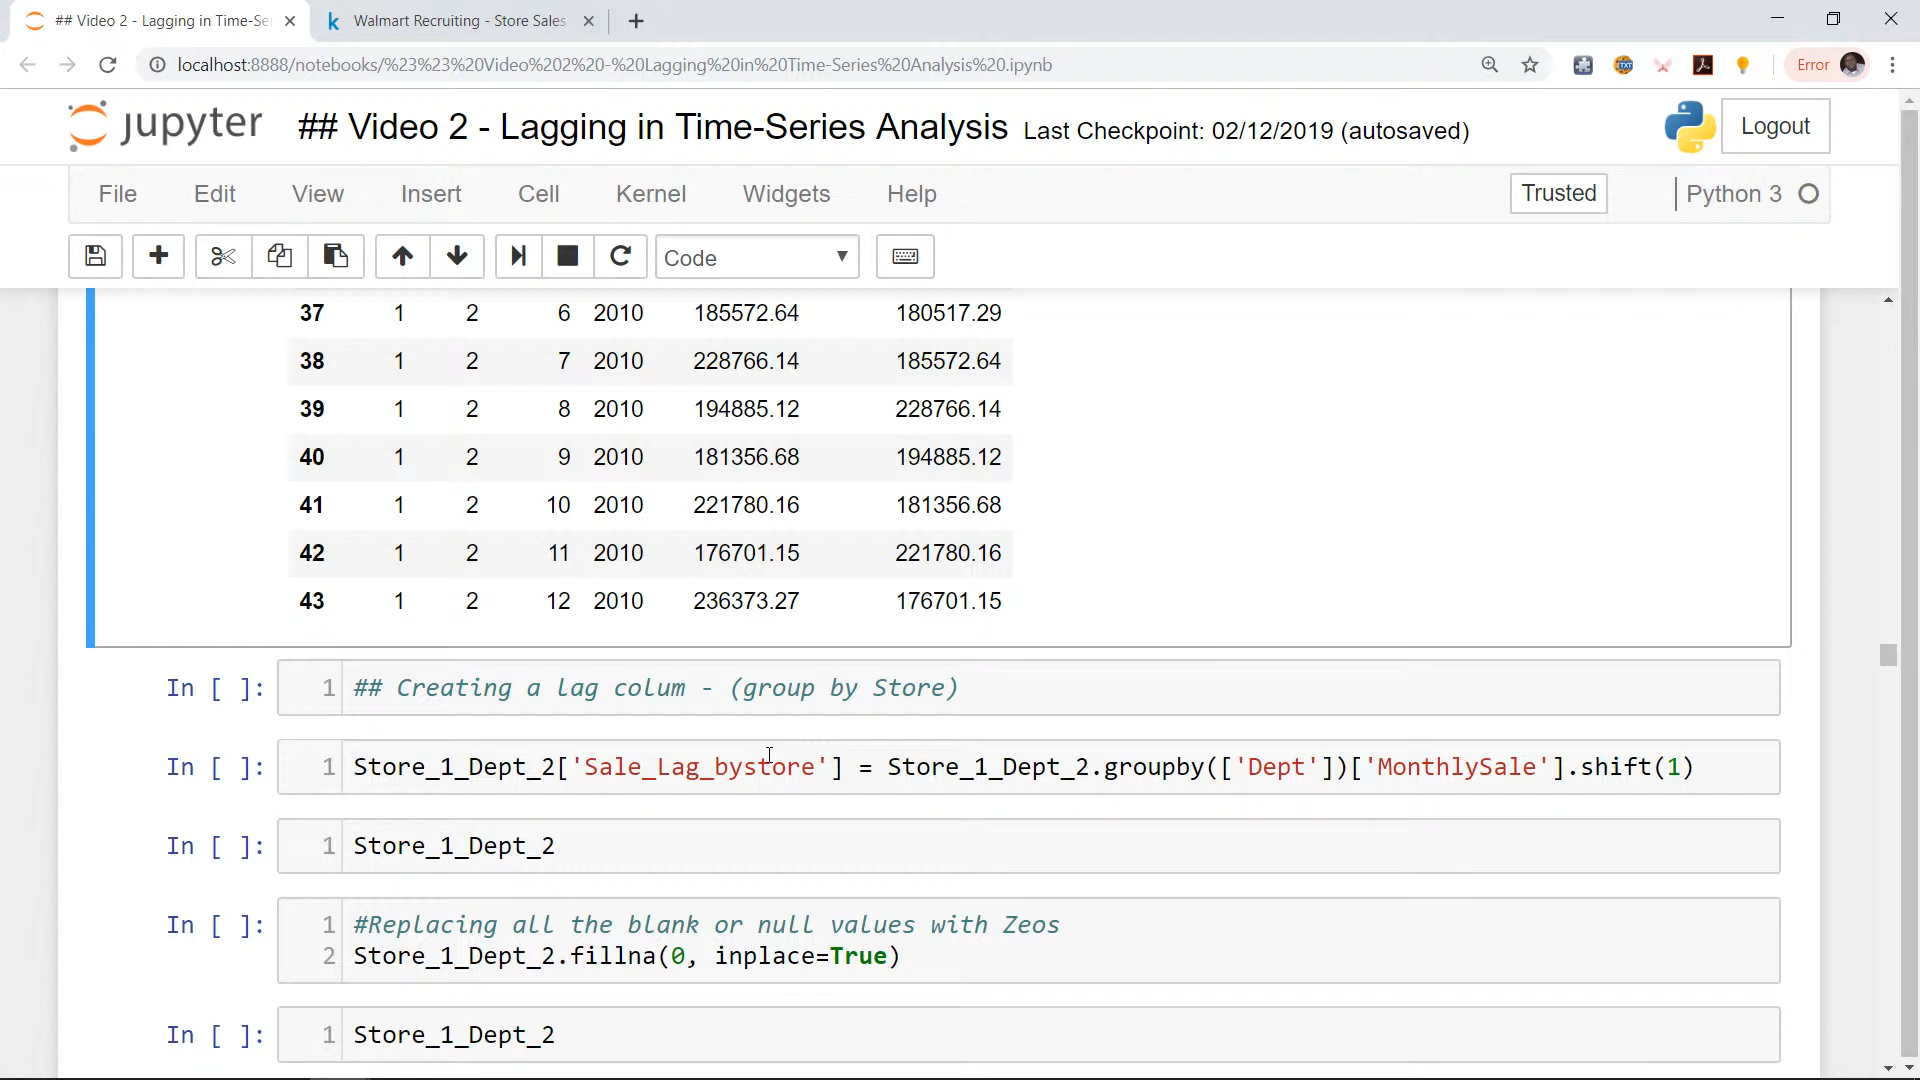 ## Video 2 - Lagging in Time-Se
Walmart Recruiting - Store Sales
localhost:8888/notebooks/%23%23%20Video%202%20-%20Lagging%20in%20Time-Series%20Analysis%20.ipynb
Error
jupyter ## Video 2 - Lagging in Time-Series Analysis Last Checkpoint: 02/12/2019 (autosaved) Logout
File Edit View Insert Cell Kernel Widgets Help Trusted Python 3
Code
37 1 2 6 2010 185572.64 180517.29
38 1 2 7 2010 228766.14 185572.64
39 1 2 8 2010 194885.12 228766.14
40 1 2 9 2010 181356.68 194885.12
41 1 2 10 2010 221780.16 181356.68
42 1 2 11 2010 176701.15 221780.16
43 1 2 12 2010 236373.27 176701.15
In [ ]: 1 ## Creating a lag colum - (group by Store)
In [ ]: 1 Store_1_Dept_2['Sale_Lag_bystore'] = Store_1_Dept_2.groupby(['Dept'])['MonthlySale'].shift(1)
In [ ]: 1 Store_1_Dept_2
In [ ]: 1 #Replacing all the blank or null values with Zeos
2 Store_1_Dept_2.fillna(0, inplace=True)
In [ ]: 1 Store_1_Dept_2